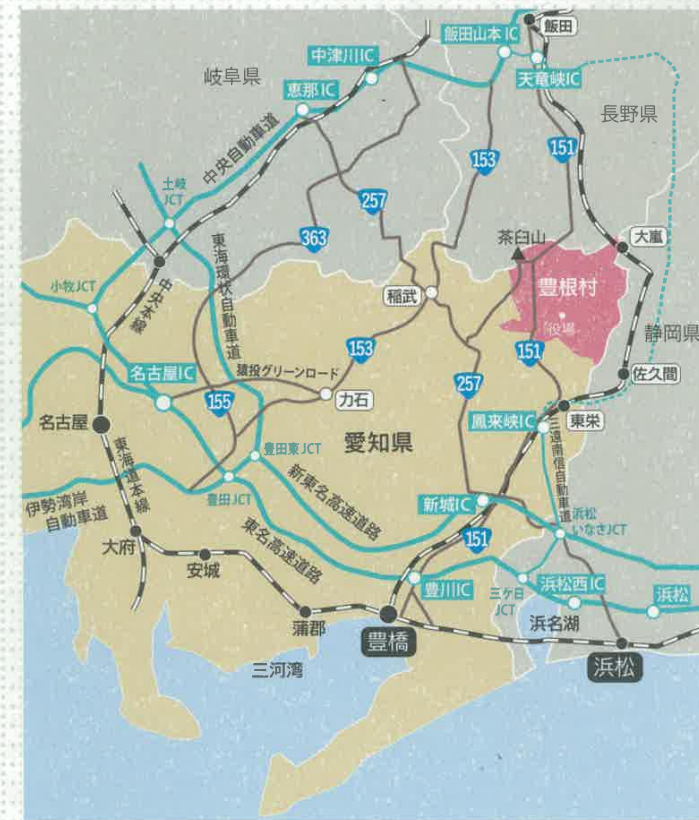 飯田
飯田山本IC
中津川IC
天竜峡IC
岐阜県
恵那IC
長野県
中央自動車道
153
151
土岐
JCT
257
363
東海環状自動車道
茶臼山
大嵐
小牧JCT
中央本線
稲武
豊根村
役場
静岡県
153
151
猿投グリーンロード
名古屋IC
155
力石
257
佐久間
名古屋
愛知県
鳳来峡IC
東栄
東海道本線
豊田東JCT
三遠南信自動車道
伊勢湾岸
自動車道
豊田JCT
新東名高速道路
新城IC
浜松
いなさJCT
大府
東名高速道路
151
安城
豊川IC
三ケ日
JCT
浜松西IC
浜松
蒲郡
豊橋
浜名湖
三河湾
浜松